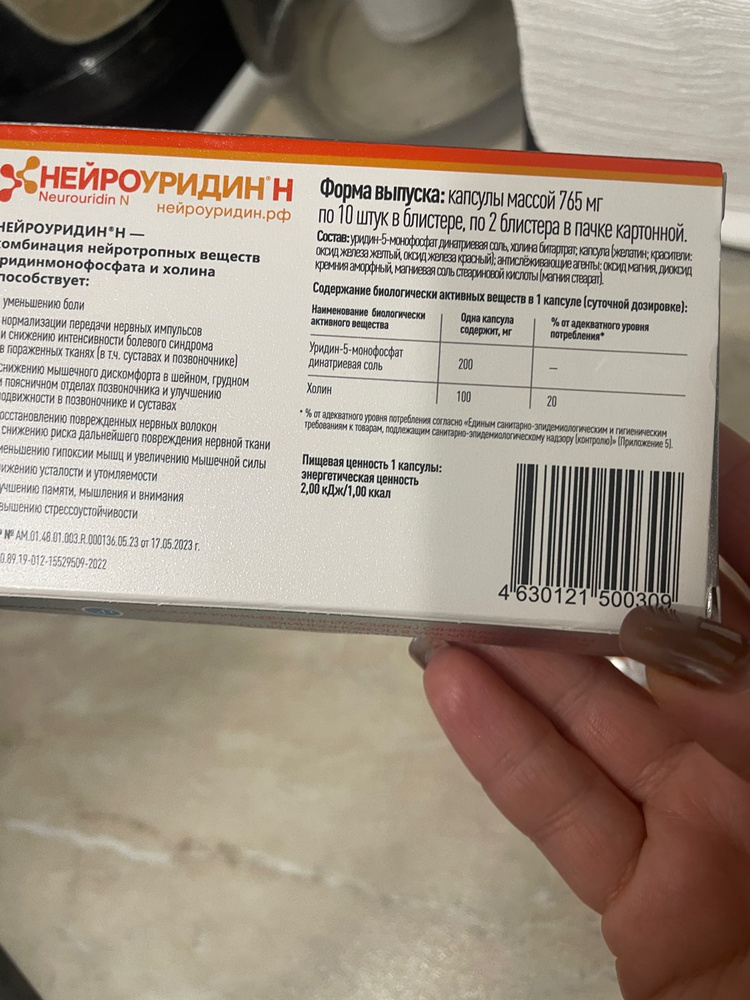 НЕЙРОУРИДИН® Н
Neurouridin N
нейроуридин.рф
НЕЙРОУРИДИН®Н —
комбинация нейротропных веществ
уридинмонофосфата и холина
способствует:
уменьшению боли
нормализации передачи нервных импульсов
и снижению интенсивности болевого синдрома
в пораженных тканях (в т.ч. суставах и позвоночнике)
снижению мышечного дискомфорта в шейном, грудном
и поясничном отделах позвоночника и улучшению
подвижности в позвоночнике и суставах
восстановлению поврежденных нервных волокон
снижению риска дальнейшего повреждения нервной ткани
уменьшению гипоксии мышц и увеличению мышечной силы
снижению усталости и утомляемости
улучшению памяти, мышления и внимания
повышению стрессоустойчивости
№ АМ.01.48.01.003.R.000136.05.23 от 17.05.2023 г.
0.89.19-012-15529509-2022
Форма выпуска: капсулы массой 765 мг
по 10 штук в блистере, по 2 блистера в пачке картонной.
Состав: уридин-5-монофосфат динатриевая соль, холина битартрат; капсула (желатин; красители:
оксид железа желтый, оксид железа красный); антислёживающие агенты: оксид магния, диоксид
кремния аморфный, магниевая соль стеариновой кислоты (магния стеарат).
Содержание биологически активных веществ в 1 капсуле (суточной дозировке):
Наименование биологически активного вещества
Одна капсула содержит, мг
% от адекватного уровня потребления*
Уридин-5-монофосфат динатриевая соль 200 –
Холин 100 20
* % от адекватного уровня потребления согласно «Единым санитарно-эпидемиологическим и гигиеническим
требованиям к товарам, подлежащим санитарно-эпидемиологическому надзору (контролю)» (Приложение 5).
Пищевая ценность 1 капсулы:
энергетическая ценность
2,00 кДж/1,00 ккал
4 630121 500309